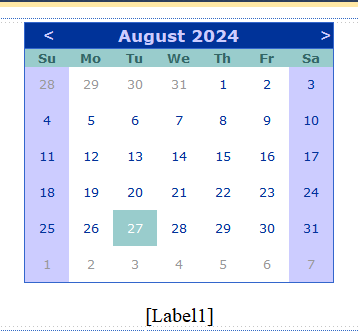 < August 2024 >
Su Mo Tu We Th Fr Sa
28 29 30 31 1 2 3
4 5 6 7 8 9 10
11 12 13 14 15 16 17
18 19 20 21 22 23 24
25 26 27 28 29 30 31
1 2 3 4 5 6 7
[Label1]